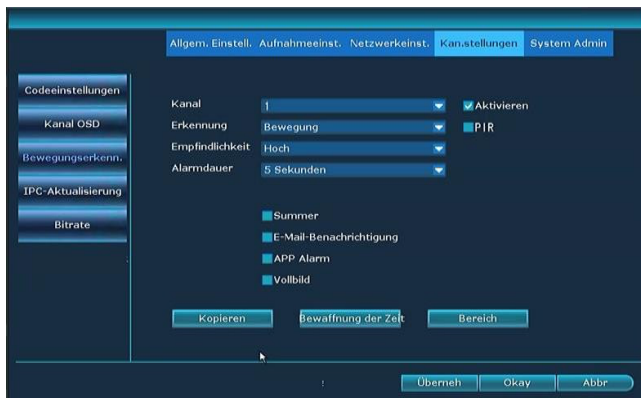 Allgem. Einstell. Aufnahmeeinst. Netzwerkeinst. Kan.stellungen System Admin
Codeeinstellungen
Kanal OSD
Bewegungserkenn.
IPC-Aktualisierung
Bitrate
Kanal 1 Aktivieren
Erkennung Bewegung PIR
Empfindlichkeit Hoch
Alarmdauer 5 Sekunden
Summer
E-Mail-Benachrichtigung
APP Alarm
Vollbild
Kopieren Bewaffnung der Zeit Bereich
Überneh Okay Abbr